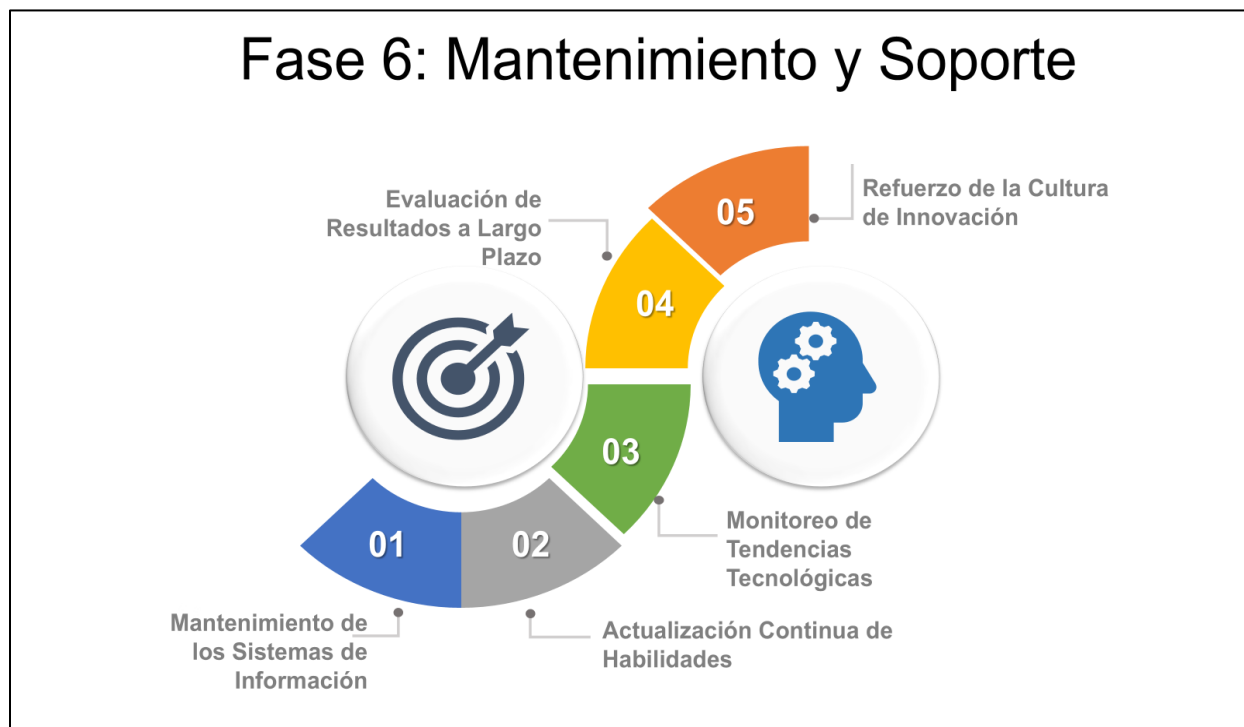 Fase 6: Mantenimiento y Soporte
05
Refuerzo de la Cultura
de Innovación
Evaluación de
Resultados a Largo
Plazo
04
03
Monitoreo de
Tendencias
Tecnológicas
01
02
Mantenimiento de
los Sistemas de
Información
Actualización Continua de
Habilidades